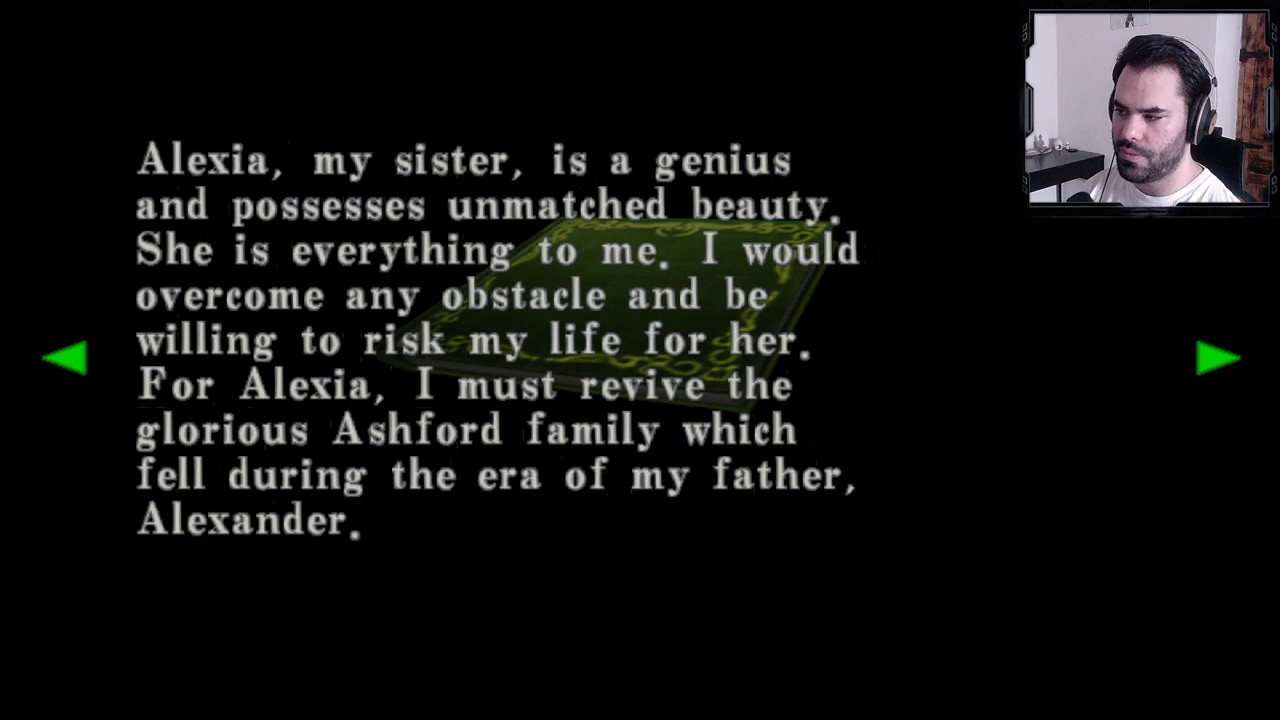 Alexia, my sister, is a genius
and possesses unmatched beauty.
She is everything to me. I would
overcome any obstacle and be
willing to risk my life for her.
For Alexia, I must revive the
glorious Ashford family which
fell during the era of my father,
Alexander.